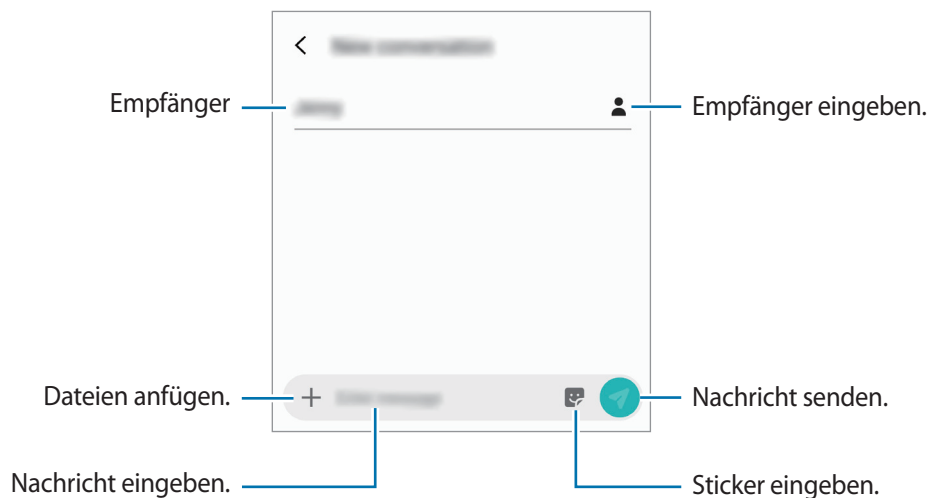 Empfänger
Empfänger eingeben.
Dateien anfügen.
Nachricht senden.
Nachricht eingeben.
Sticker eingeben.